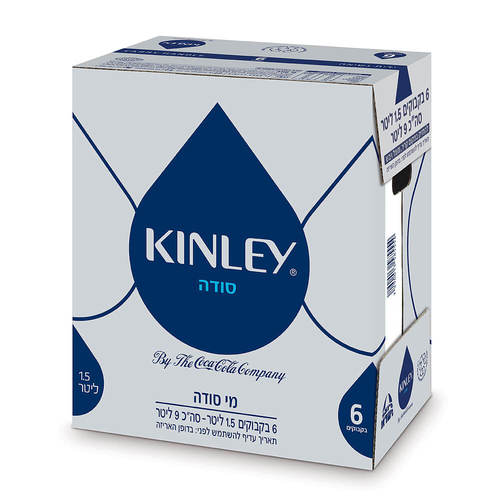 6
6 בקבוקים 1.5 ליטר
סה"כ 9 ליטר
KINLEY®
סודה
By The Coca-Cola Company
1.5
ליטר
מי סודה
6 בקבוקים 1.5 ליטר-סה"כ 9 ליטר
תאריך עדיף להשתמש לפני: בדופן האריזה
6
בקבוקים